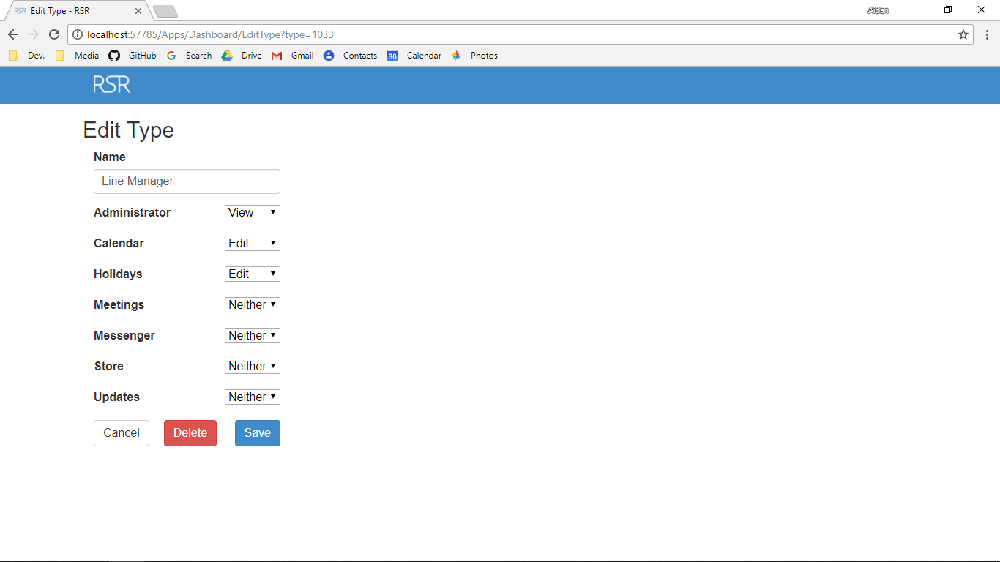 RSR Edit Type - RSR
Aidan
localhost:57785/Apps/Dashboard/EditType?type=1033
Dev. Media GitHub Search Drive Gmail 30 Contacts Calendar Photos
RSR
Edit Type
Name
Line Manager
Administrator View
Calendar Edit
Holidays Edit
Meetings Neither
Messenger Neither
Store Neither
Updates Neither
Cancel Delete Save